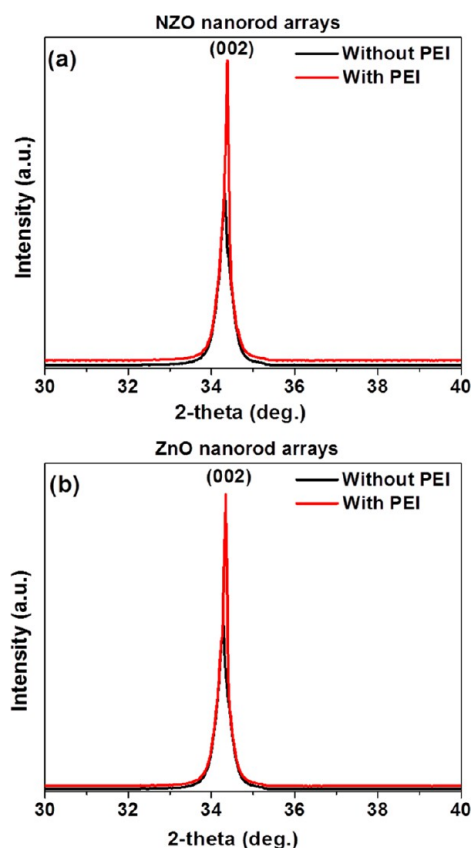 NZO nanorod arrays
(a)
(002)
Without PEI
With PEI
Intensity (a.u.)
30 32 34 36 38 40
2-theta (deg.)
ZnO nanorod arrays
(b)
(002)
Without PEI
With PEI
Intensity (a.u.)
30 32 34 36 38 40
2-theta (deg.)